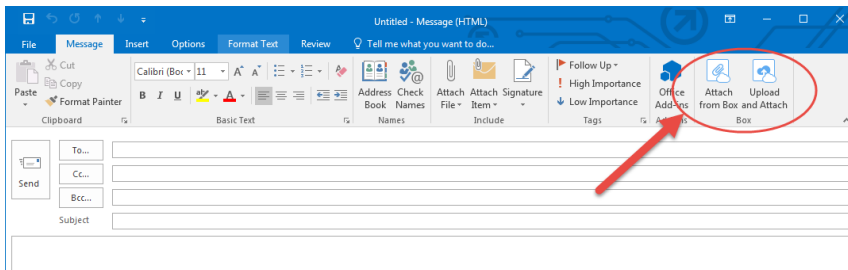 Untitled - Message (HTML)
File Message Insert Options Format Text Review Tell me what you want to do...
Paste
Cut
Copy
Format Painter
Clipboard
Calibri (Boc 11 A A
B I U A
Basic Text
Address Book
Check Names
Names
Attach File
Attach Item
Signature
Include
Follow Up
High Importance
Low Importance
Tags
Office Add-ins
Attach from Box
Upload and Attach
Box
Send
To...
Cc...
Bcc...
Subject